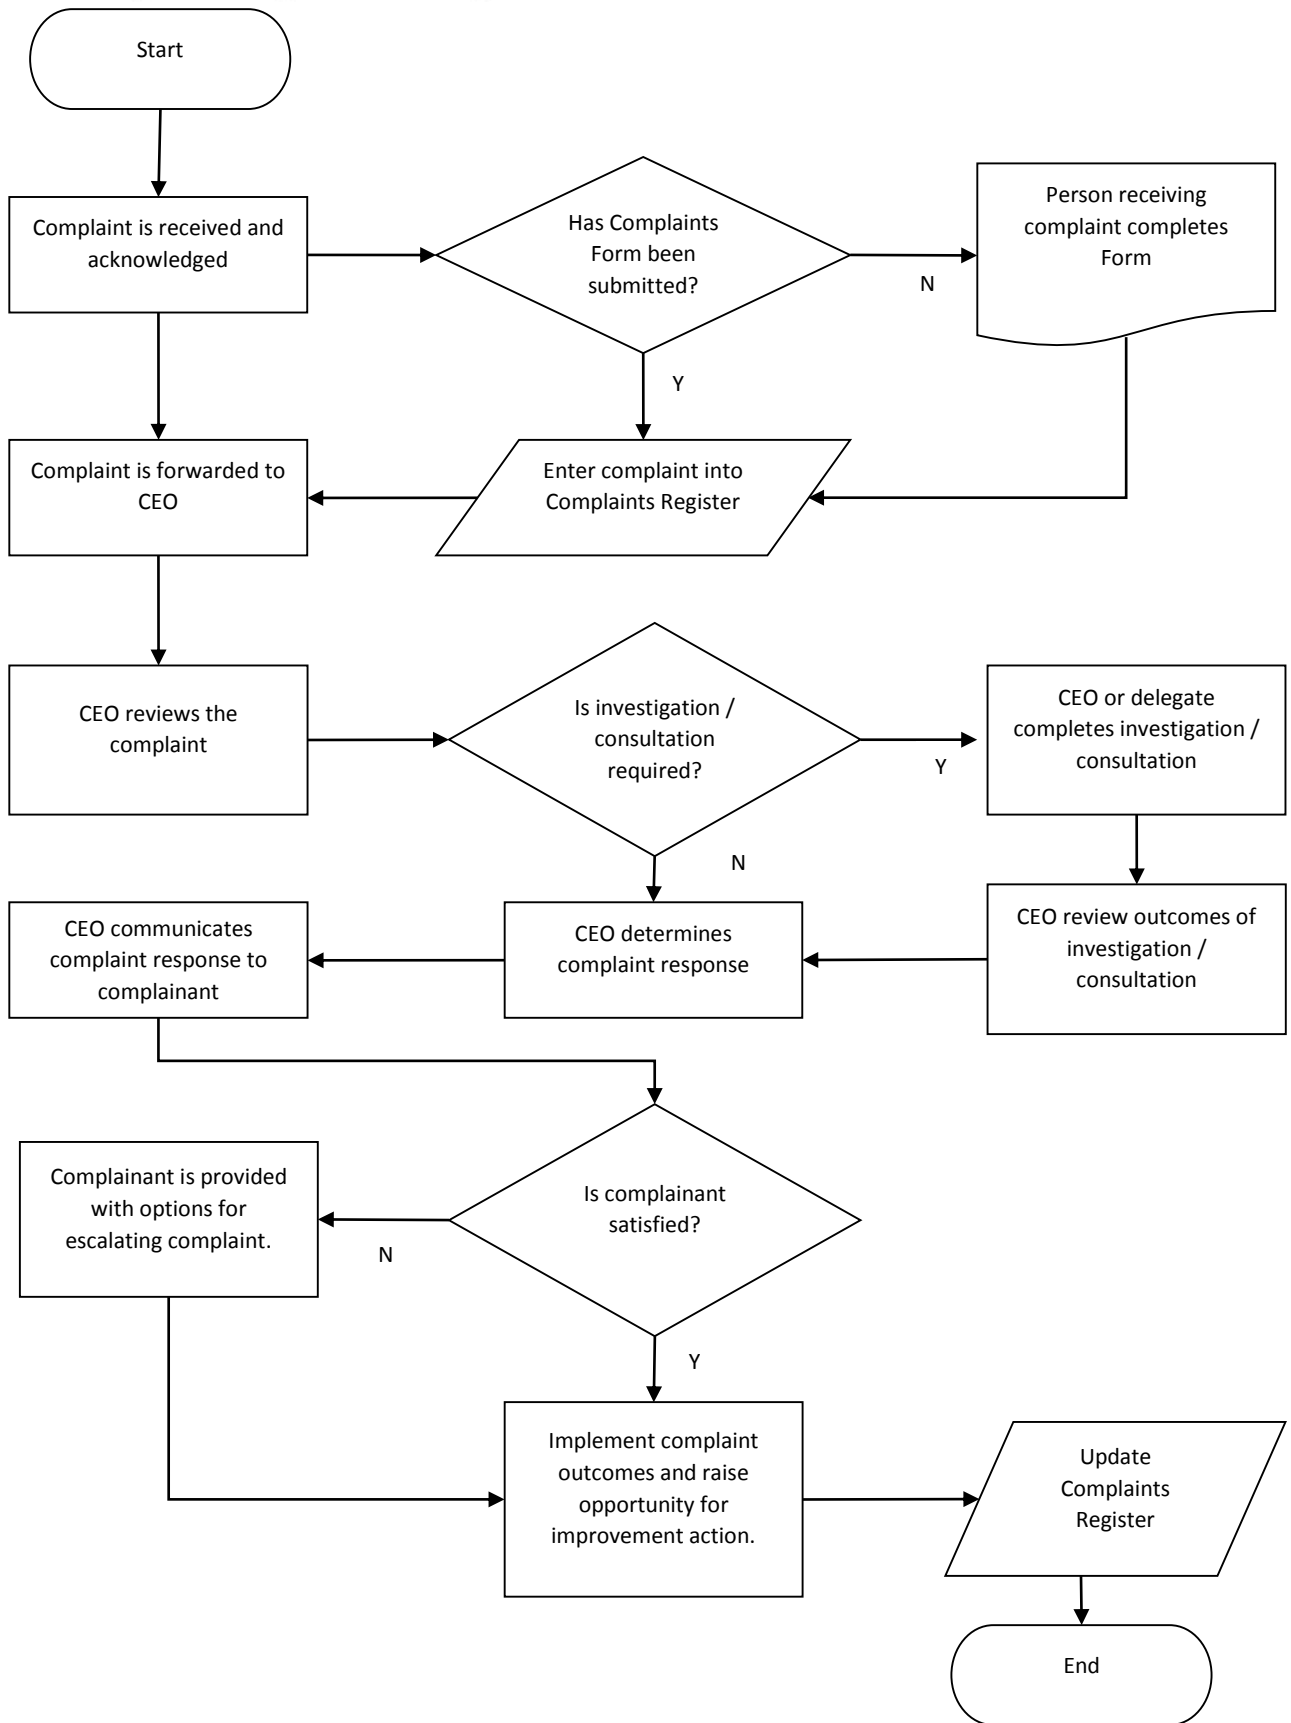 Start
Complaint is received and
acknowledged
Has Complaints
Form been
submitted?
N
Person receiving
complaint completes
Form
Y
Complaint is forwarded to
CEO
Enter complaint into
Complaints Register
CEO reviews the
complaint
Is investigation /
consultation
required?
Y
CEO or delegate
completes investigation /
consultation
N
CEO communicates
complaint response to
complainant
CEO determines
complaint response
CEO review outcomes of
investigation /
consultation
Complainant is provided
with options for
escalating complaint.
N
Is complainant
satisfied?
Y
Implement complaint
outcomes and raise
opportunity for
improvement action.
Update
Complaints
Register
End